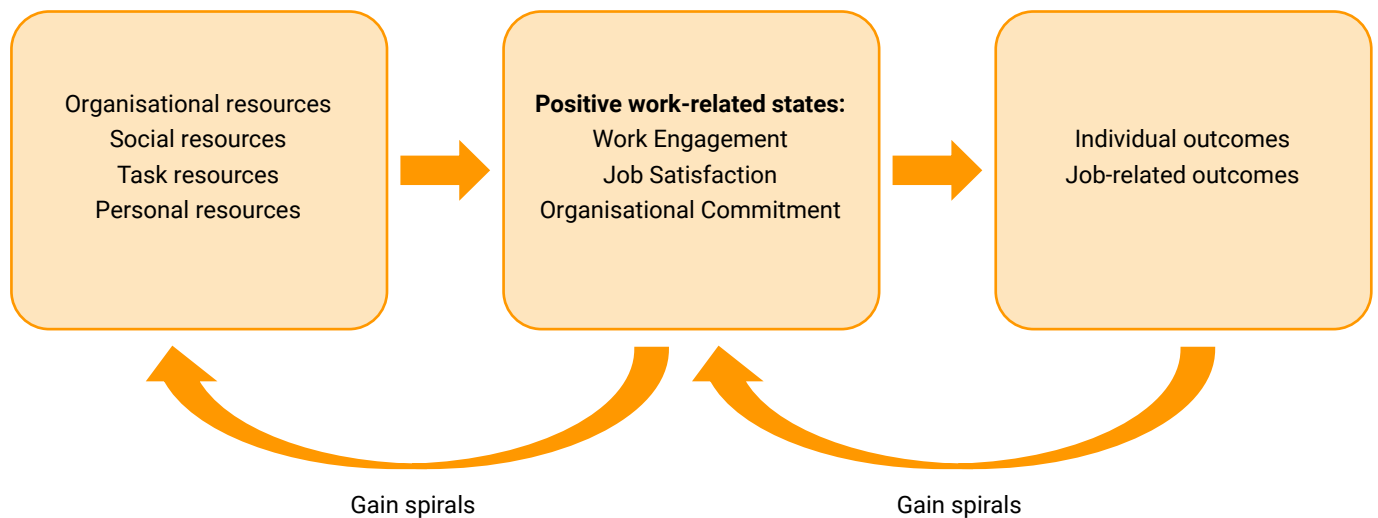 Organisational resources
Social resources
Task resources
Personal resources
Positive work-related states:
Work Engagement
Job Satisfaction
Organisational Commitment
Individual outcomes
Job-related outcomes
Gain spirals
Gain spirals